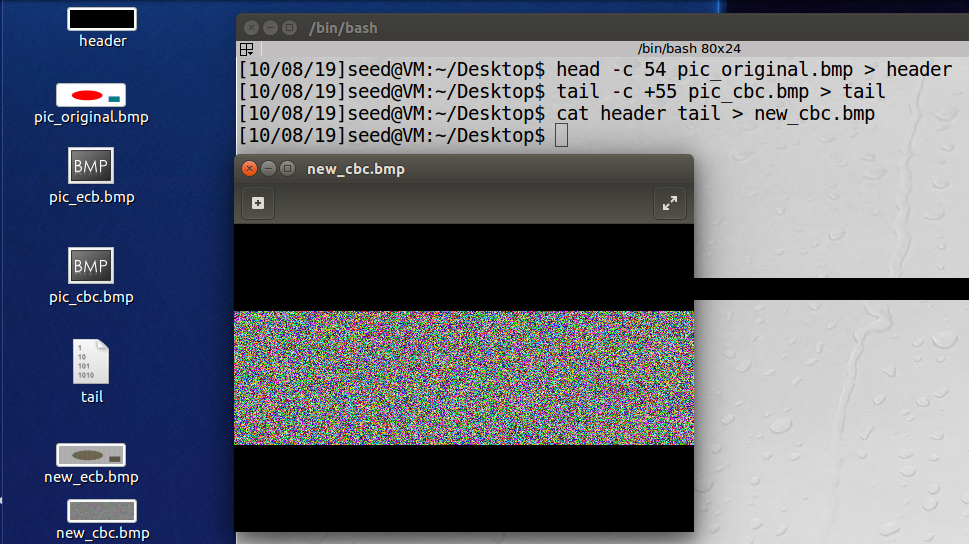 header
pic_original.bmp
BMP
pic_ecb.bmp
BMP
pic_cbc.bmp
1
10
101
1010
tail
new_ecb.bmp
new_cbc.bmp
/bin/bash
/bin/bash 80x24
[10/08/19]seed@VM:~/Desktop$ head -c 54 pic_original.bmp > header
[10/08/19]seed@VM:~/Desktop$ tail -c +55 pic_cbc.bmp > tail
[10/08/19]seed@VM:~/Desktop$ cat header tail > new_cbc.bmp
[10/08/19]seed@VM:~/Desktop$
new_cbc.bmp